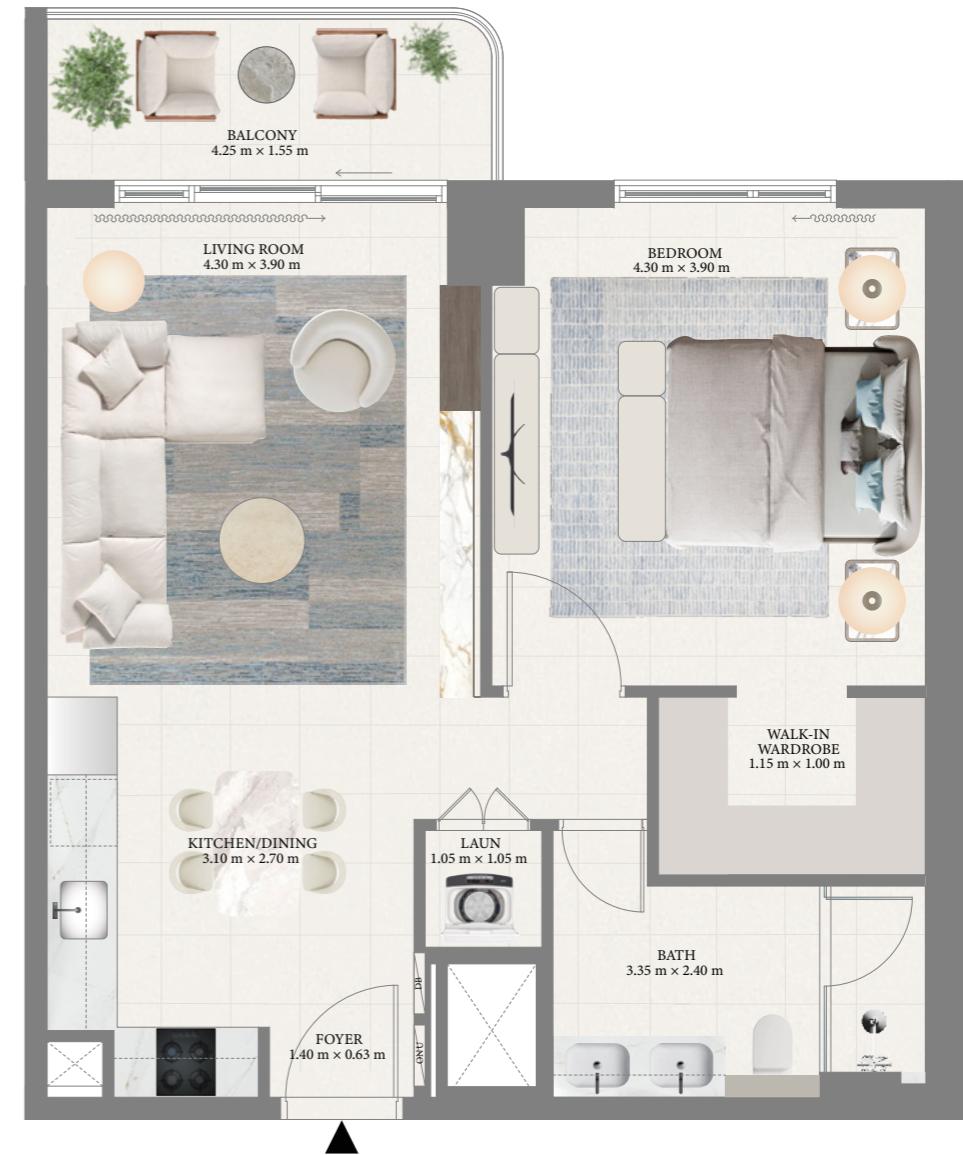 BALCONY
4.25 m × 1.55 m
LIVING ROOM
4.30 m × 3.90 m
BEDROOM
4.30 m × 3.90 m
WALK-IN
WARDROBE
1.15 m × 1.00 m
KITCHEN/DINING
3.10 m × 2.70 m
LAUN
1.05 m × 1.05 m
BATH
3.35 m × 2.40 m
DB
FOYER
1.40 m × 0.63 m
ONU